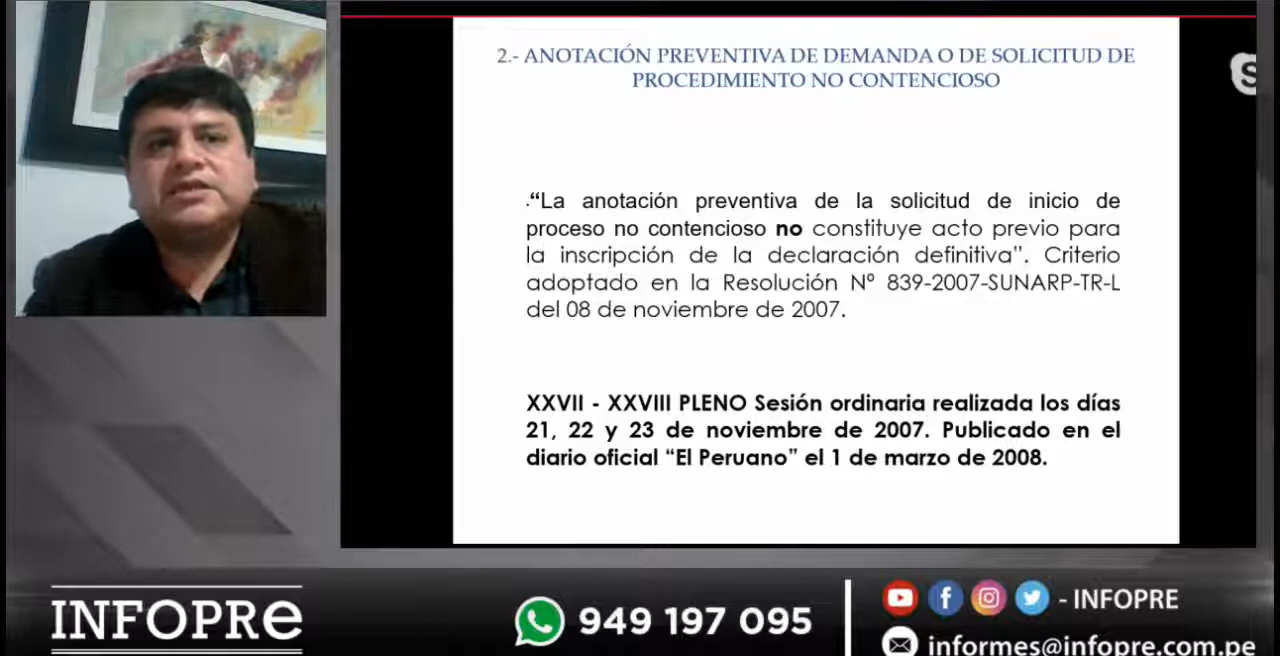 2.- ANOTACIÓN PREVENTIVA DE DEMANDA O DE SOLICITUD DE
PROCEDIMIENTO NO CONTENCIOSO
.“La anotación preventiva de la solicitud de inicio de
proceso no contencioso no constituye acto previo para
la inscripción de la declaración definitiva”. Criterio
adoptado en la Resolución Nº 839-2007-SUNARP-TR-L
del 08 de noviembre de 2007.
XXVII - XXVIII PLENO Sesión ordinaria realizada los días
21, 22 y 23 de noviembre de 2007. Publicado en el
diario oficial “El Peruano” el 1 de marzo de 2008.
S
INFOPRe
949 197 095
- INFOPRE
informes@infopre.com.pe